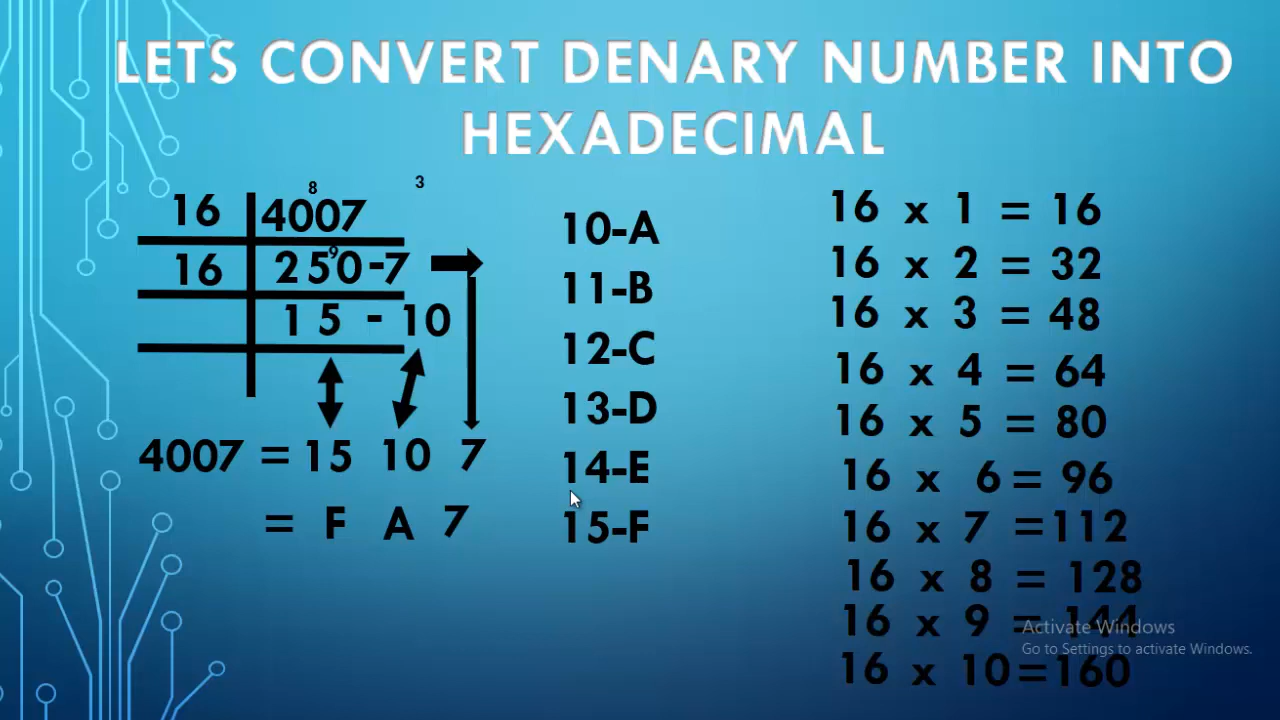 LETS CONVERT DENARY NUMBER INTO
HEXADECIMAL
8 3
16 4007
9
16 250-7
15 - 10
4007 = 15 10 7
= F A 7
10-A
11-B
12-C
13-D
14-E
15-F
16 x 1 = 16
16 x 2 = 32
16 x 3 = 48
16 x 4 = 64
16 x 5 = 80
16 x 6 = 96
16 x 7 = 112
16 x 8 = 128
16 x 9 = 144
16 x 10 = 160
Activate Windows
Go to Settings to activate Windows.